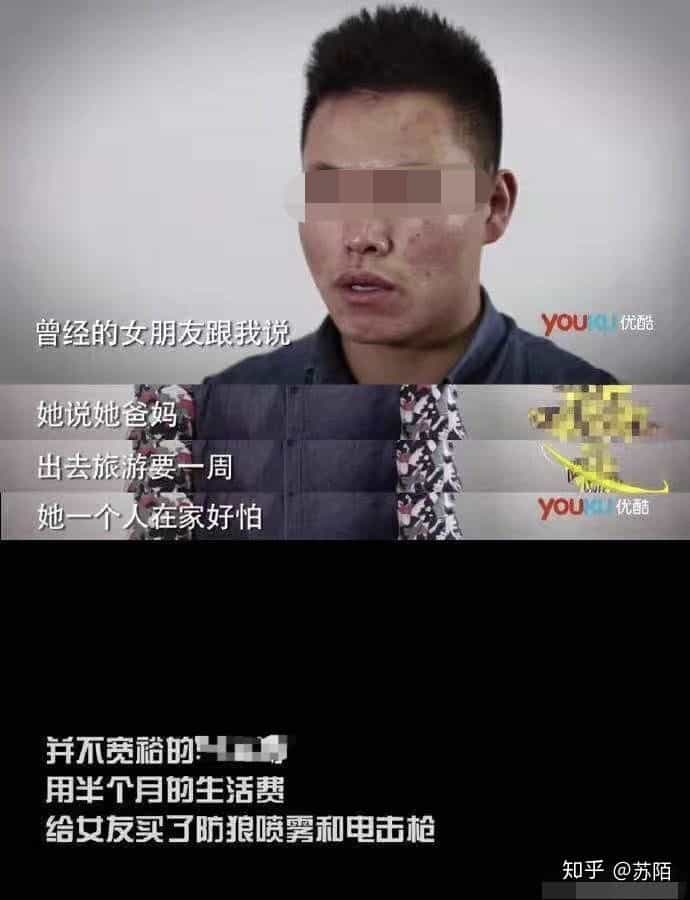 曾经的女朋友跟我说
YOUKU 优酷
她说她爸妈
出去旅游要一周
她一个人在家好怕
YOUKU 优酷
并不宽裕的
用半个月的生活费
给女友买了防狼喷雾和电击枪
知乎 @苏陌